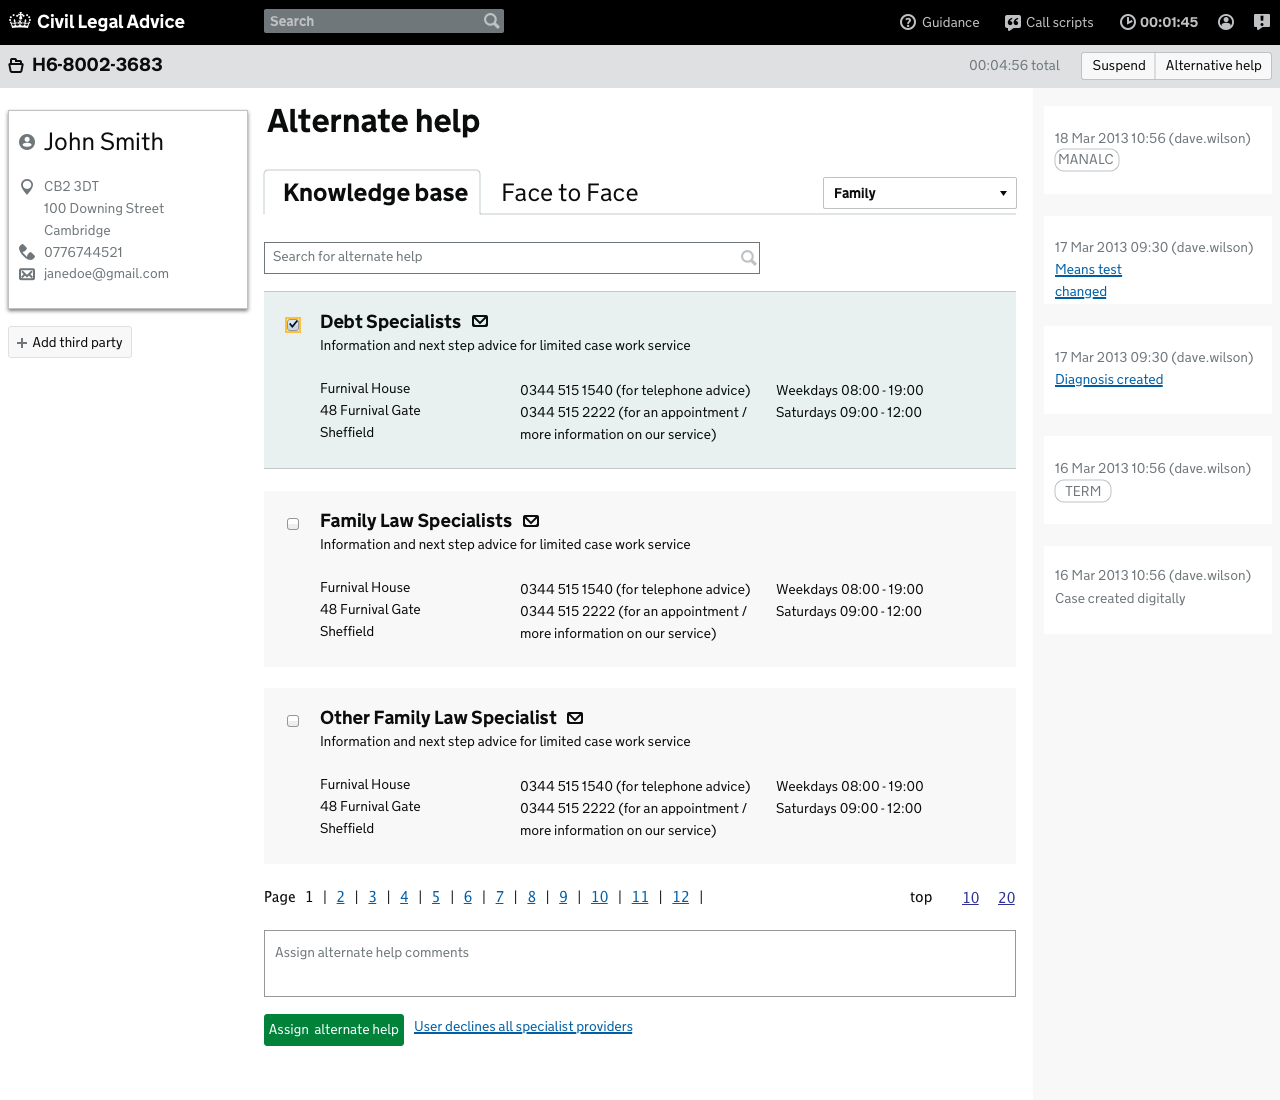 Civil Legal Advice
Search
Guidance
Call scripts
00:01:45
H6-8002-3683
00:04:56 total
Suspend
Alternative help
John Smith
CB2 3DT
100 Downing Street
Cambridge
0776744521
janedoe@gmail.com
+ Add third party
Alternate help
Knowledge base
Face to Face
Family
Search for alternate help
Debt Specialists
Information and next step advice for limited case work service
Furnival House
48 Furnival Gate
Sheffield
0344 515 1540 (for telephone advice)
0344 515 2222 (for an appointment /
more information on our service)
Weekdays 08:00 - 19:00
Saturdays 09:00 - 12:00
Family Law Specialists
Information and next step advice for limited case work service
Furnival House
48 Furnival Gate
Sheffield
0344 515 1540 (for telephone advice)
0344 515 2222 (for an appointment /
more information on our service)
Weekdays 08:00 - 19:00
Saturdays 09:00 - 12:00
Other Family Law Specialist
Information and next step advice for limited case work service
Furnival House
48 Furnival Gate
Sheffield
0344 515 1540 (for telephone advice)
0344 515 2222 (for an appointment /
more information on our service)
Weekdays 08:00 - 19:00
Saturdays 09:00 - 12:00
Page 1 | 2 | 3 | 4 | 5 | 6 | 7 | 8 | 9 | 10 | 11 | 12 |
top 10 20
Assign alternate help comments
Assign alternate help
User declines all specialist providers
18 Mar 2013 10:56 (dave.wilson)
MANALC
17 Mar 2013 09:30 (dave.wilson)
Means test
changed
17 Mar 2013 09:30 (dave.wilson)
Diagnosis created
16 Mar 2013 10:56 (dave.wilson)
TERM
16 Mar 2013 10:56 (dave.wilson)
Case created digitally